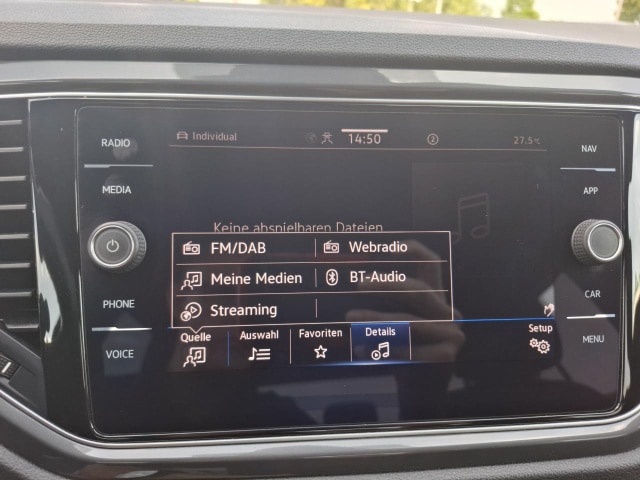 RADIO
MEDIA
PHONE
VOICE
Individual 14:50 2 27.5°C
Keine abspielbaren Dateien
FM/DAB Webradio
Meine Medien BT-Audio
Streaming
Quelle Auswahl Favoriten Details Setup
NAV
APP
CAR
MENU